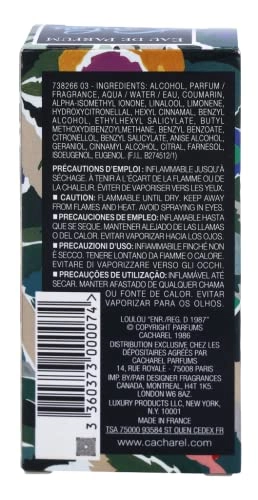 EAU DE PARFUM
738266 03 - INGREDIENTS: ALCOHOL, PARFUM /
FRAGRANCE, AQUA / WATER / EAU, COUMARIN,
ALPHA-ISOMETHYL IONONE, LINALOOL, LIMONENE,
HYDROXYCITRONELLAL, HEXYL CINNAMAL, BENZYL
ALCOHOL, ETHYLHEXYL SALICYLATE, BUTYL
METHOXYDIBENZOYLMETHANE, BENZYL BENZOATE,
CITRONELLOL, BENZYL SALICYLATE, ANISE ALCOHOL,
GERANIOL, CINNAMYL ALCOHOL, CITRAL, FARNESOL,
ISOEUGENOL, EUGENOL. (F.I.L. B274512/1)
PRÉCAUTIONS D'EMPLOI: INFLAMMABLE JUSQU'À
SÉCHAGE. À TENIR À L'ÉCART DE LA FLAMME OU DE
LA CHALEUR. ÉVITER DE VAPORISER VERS LES YEUX.
■ CAUTION: FLAMMABLE UNTIL DRY. KEEP AWAY
FROM FLAMES AND HEAT. AVOID SPRAYING IN EYES.
■ PRECAUCIONES DE EMPLEO: INFLAMABLE HASTA
QUE SE SEQUE. MANTENER ALEJADO DE LAS LLAMAS
O DEL CALOR. EVITAR VAPORIZAR HACIA LOS OJOS.
■ PRECAUZIONI D'USO: INFIAMMABILE FINCHÉ NON
È SECCO. TENERE LONTANO DA FIAMME O CALORE.
EVITARE DI VAPORIZZARE VERSO GLI OCCHI.
■ PRECAUÇÕES DE UTILIZAÇÃO: INFLAMÁVEL ATÉ
SECAR. MANTER AFASTADO DE QUALQUER CHAMA
OU FONTE DE CALOR. EVITAR
VAPORIZAR PARA OS OLHOS.
LOULOU "ENR./REG. D 1987"
© COPYRIGHT PARFUMS
CACHAREL 1986
DISTRIBUTION EXCLUSIVE CHEZ LES
DÉPOSITAIRES AGRÉÉS PAR
CACHAREL PARFUMS
14, RUE ROYALE - 75008 PARIS
IMP. BY/PAR DESIGNER FRAGRANCES
CANADA, MONTREAL, H4T 1K5.
LONDON W6 8AZ.
LUXURY PRODUCTS LLC, NEW YORK,
N.Y. 10001
MADE IN FRANCE
TSA 75000 93584 ST OUEN CEDEX FR
www.cacharel.com
3 360373 000074